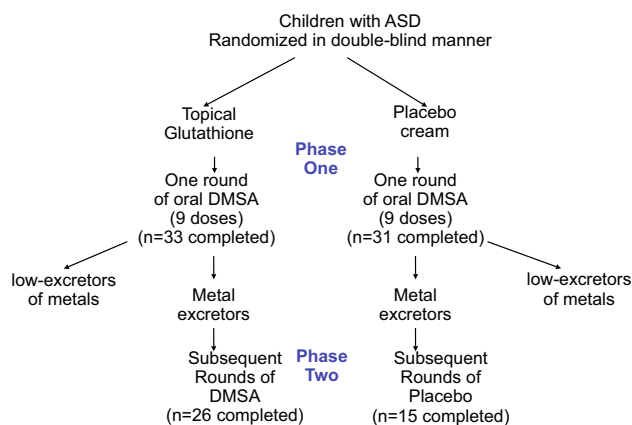 Children with ASD
Randomized in double-blind manner
Topical
Glutathione
Placebo
cream
Phase
One
One round
of oral DMSA
(9 doses)
(n=33 completed)
One round
of oral DMSA
(9 doses)
(n=31 completed)
low-excretors
of metals
Metal
excretors
Metal
excretors
low-excretors
of metals
Subsequent
Rounds of
DMSA
(n=26 completed)
Phase
Two
Subsequent
Rounds of
Placebo
(n=15 completed)